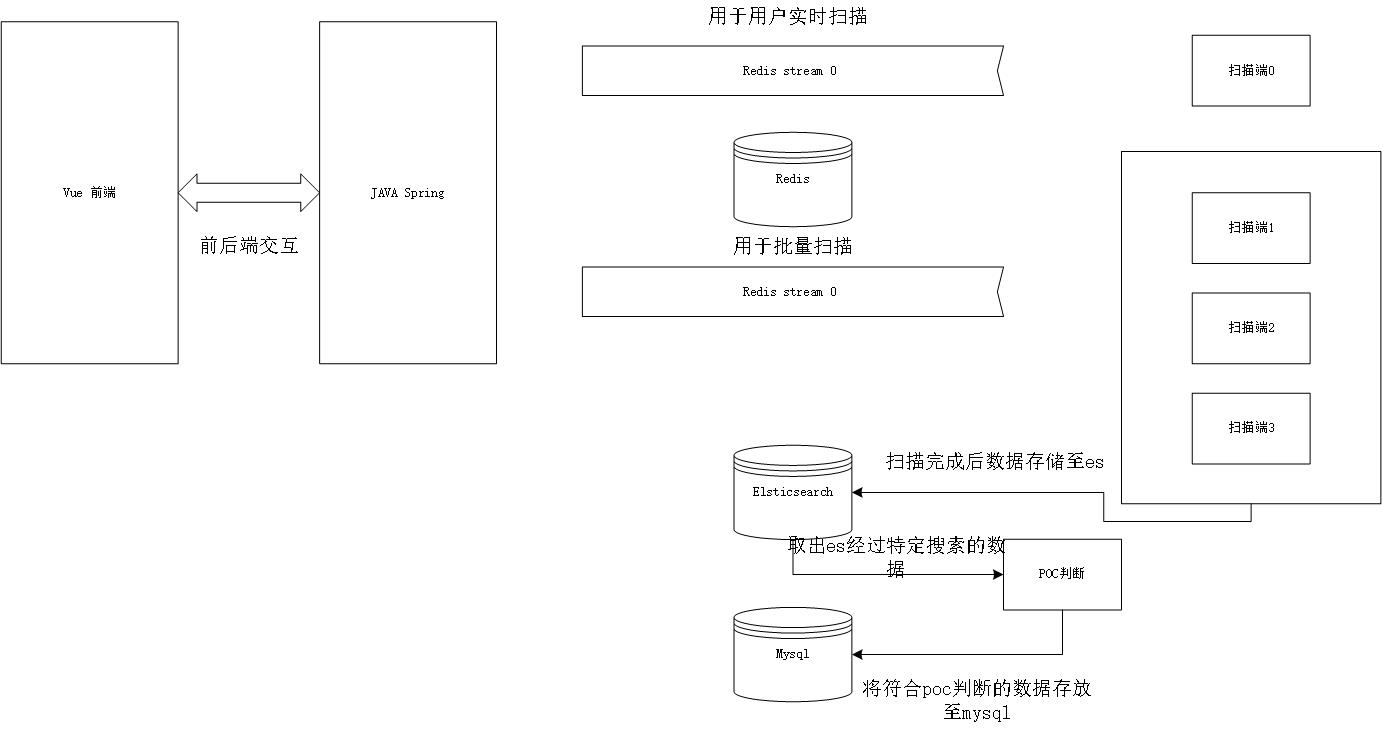 用于用户实时扫描
Redis stream 0
扫描端0
Vue 前端
前后端交互
JAVA Spring
Redis
用于批量扫描
Redis stream 0
扫描端1
扫描端2
扫描端3
扫描完成后数据存储至es
Elsticsearch
取出es经过特定搜素的数
据
POC判断
Mysql
将符合poc判断的数据存放
至mysql